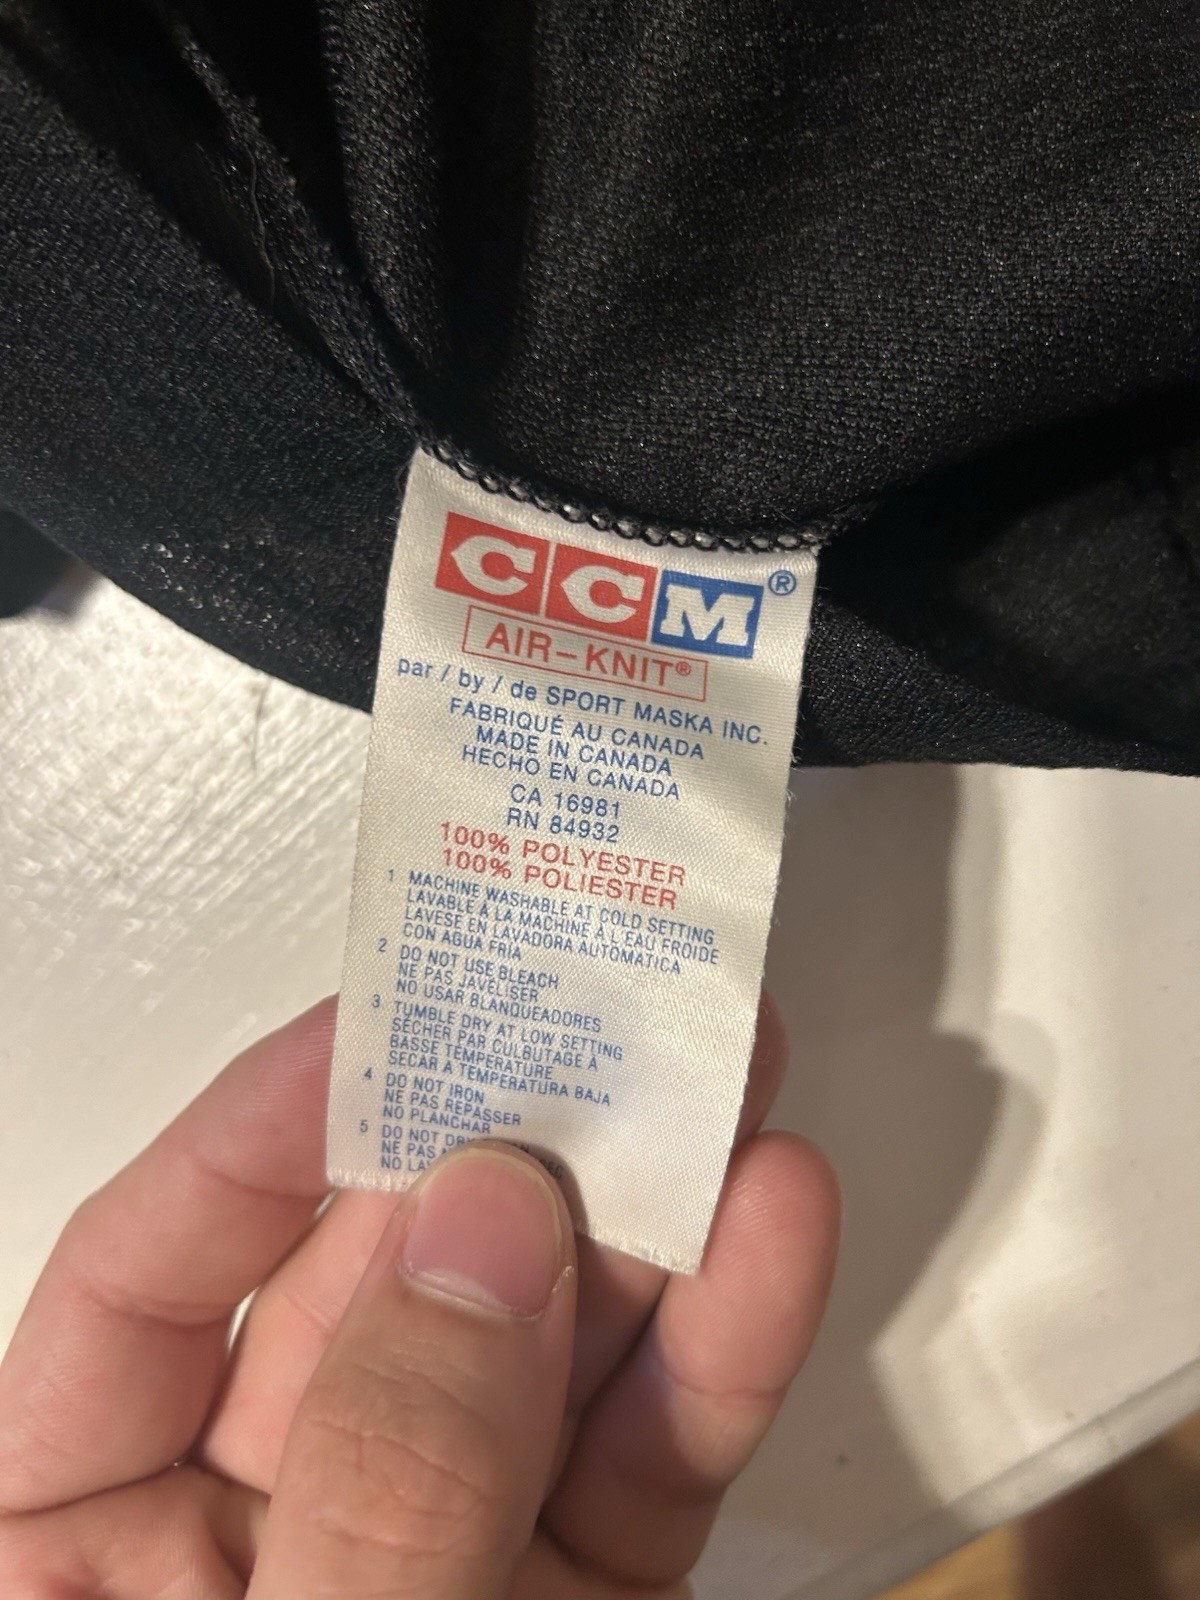 CCM®
AIR-KNIT®
par / by / de SPORT MASKA INC.
FABRIQUÉ AU CANADA
MADE IN CANADA
HECHO EN CANADA
CA 16981
RN 84932
100% POLYESTER
100% POLIESTER
1 MACHINE WASHABLE AT COLD SETTING
LAVABLE À LA MACHINE À L'EAU FROIDE
LAVESE EN LAVADORA AUTOMATICA
CON AGUA FRIA
2 DO NOT USE BLEACH
NE PAS JAVELISER
NO USAR BLANQUEADORES
3 TUMBLE DRY AT LOW SETTING
SÉCHER PAR CULBUTAGE À
BASSE TEMPÉRATURE
SECAR A TEMPERATURA BAJA
4 DO NOT IRON
NE PAS REPASSER
NO PLANCHAR
5 DO NOT
NE PAS
NO